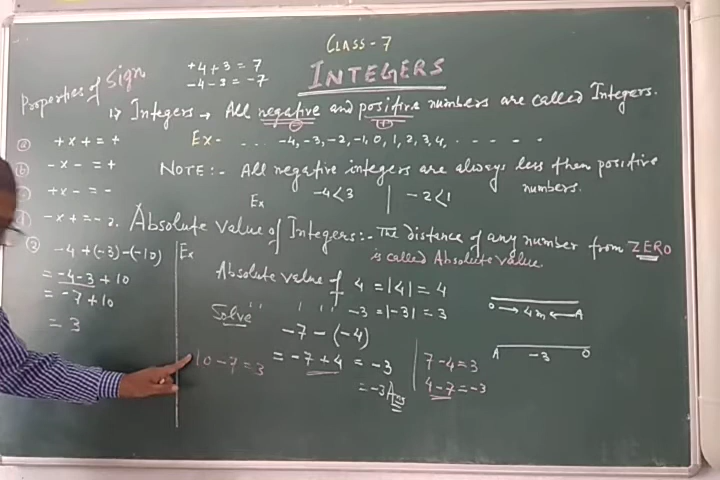 CLASS-7
+4+3=7
-4-3=-7
INTEGERS
Properties of Sign
(a) +x+=+
(b) -x-=+
+x-=-
-x+=-
1) Integers → All negative and positive numbers are called Integers.
(-) (+)
Ex- ... -4,-3,-2,-1,0,1,2,3,4, . . . . . .
NOTE:- All negative integers are always less then positive numbers.
Ex -4<3 | -2<1
2. Absolute value of Integers:- The distance of any number from ZERO
is called Absolute value.
Ex
Absolute value of 4 = |4| = 4
" " " " -3 = |-3| = 3
Solve
-7-(-4)
= -7+4 = -3
= -3 Ans
7-4=3
4-7=-3
0 → 4m ← A
A -3 0
(2) -4+(-3)-(-10)
= -4-3+10
= -7+10
= 3
10-7=3